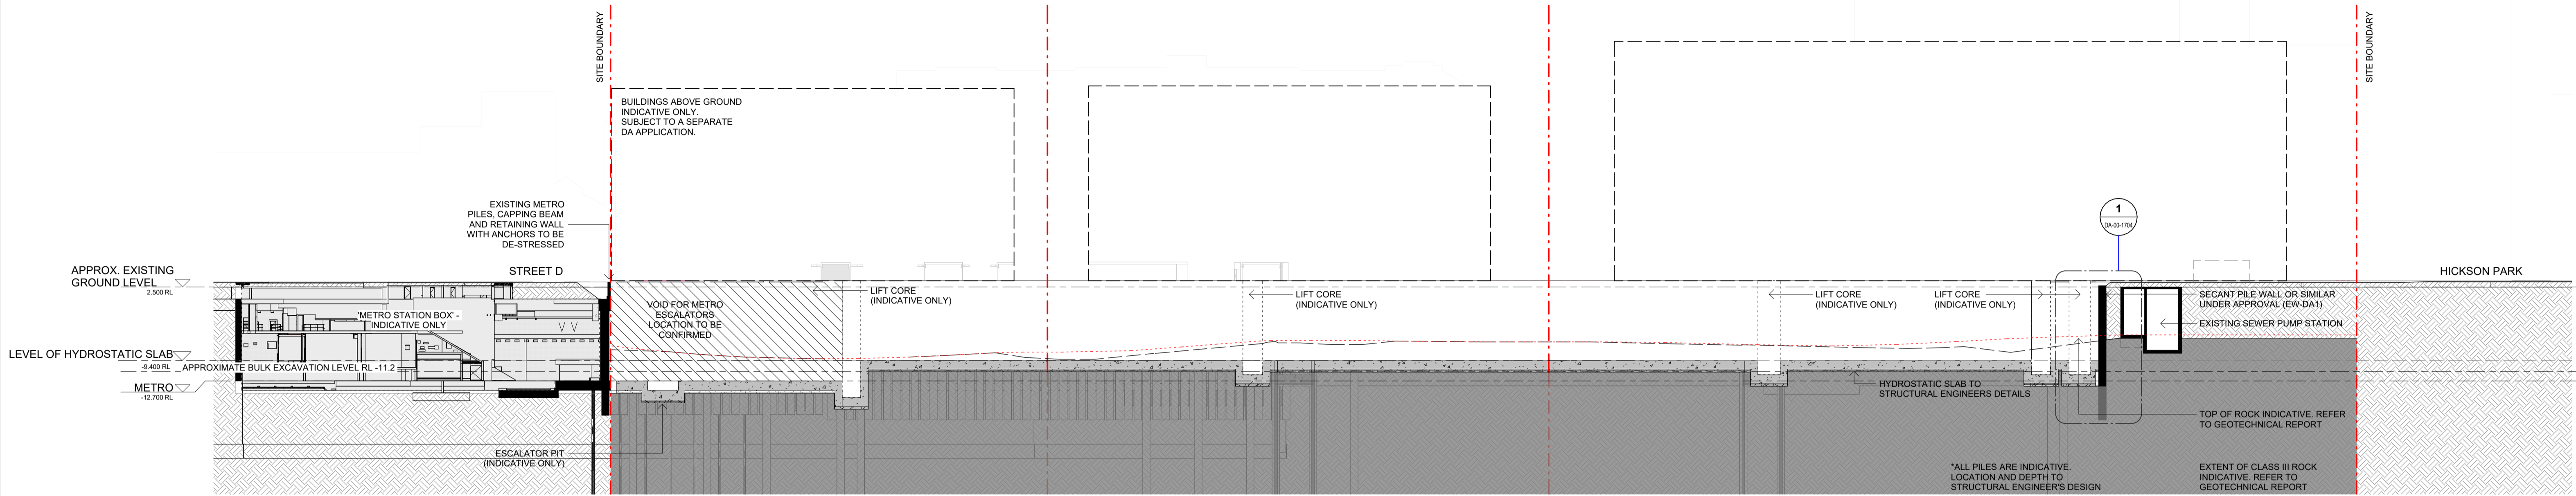 SITE BOUNDARY
SITE BOUNDARY
BUILDINGS ABOVE GROUND
INDICATIVE ONLY.
SUBJECT TO A SEPARATE
DA APPLICATION.
EXISTING METRO
PILES, CAPPING BEAM
AND RETAINING WALL
WITH ANCHORS TO BE
DE-STRESSED
1
DA-00-1704
APPROX. EXISTING
GROUND LEVEL
2.500 RL
STREET D
HICKSON PARK
'METRO STATION BOX' -
INDICATIVE ONLY
VOID FOR METRO
ESCALATORS
LOCATION TO BE
CONFIRMED
LIFT CORE
(INDICATIVE ONLY)
LIFT CORE
(INDICATIVE ONLY)
LIFT CORE
(INDICATIVE ONLY)
LIFT CORE
(INDICATIVE ONLY)
SECANT PILE WALL OR SIMILAR
UNDER APPROVAL (EW-DA1)
EXISTING SEWER PUMP STATION
LEVEL OF HYDROSTATIC SLAB
-9.400 RL
APPROXIMATE BULK EXCAVATION LEVEL RL -11.2
METRO
-12.700 RL
HYDROSTATIC SLAB TO
STRUCTURAL ENGINEERS DETAILS
TOP OF ROCK INDICATIVE. REFER
TO GEOTECHNICAL REPORT
ESCALATOR PIT
(INDICATIVE ONLY)
*ALL PILES ARE INDICATIVE.
LOCATION AND DEPTH TO
STRUCTURAL ENGINEER'S DESIGN
EXTENT OF CLASS III ROCK
INDICATIVE. REFER TO
GEOTECHNICAL REPORT